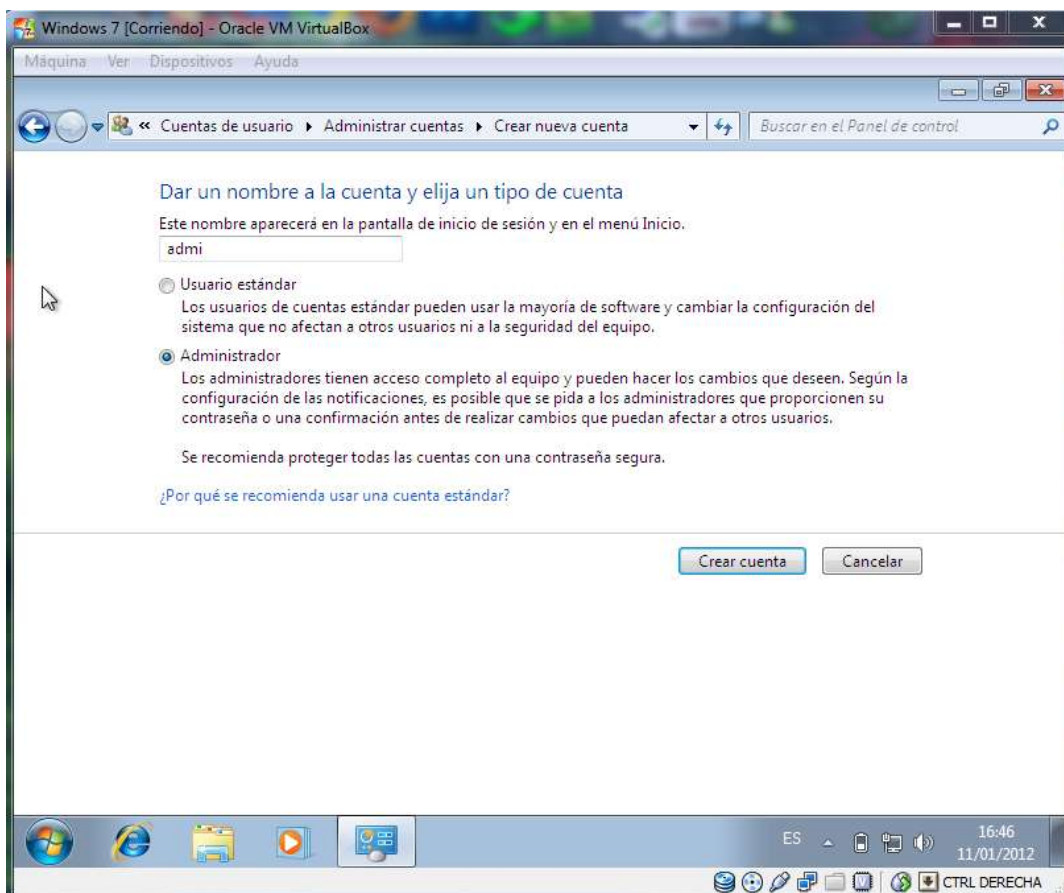 Windows 7 [Corriendo] - Oracle VM VirtualBox
Máquina Ver Dispositivos Ayuda
« Cuentas de usuario Administrar cuentas Crear nueva cuenta Buscar en el Panel de control
Dar un nombre a la cuenta y elija un tipo de cuenta
Este nombre aparecerá en la pantalla de inicio de sesión y en el menú Inicio.
admi
Usuario estándar
Los usuarios de cuentas estándar pueden usar la mayoría de software y cambiar la configuración del
sistema que no afectan a otros usuarios ni a la seguridad del equipo.
Administrador
Los administradores tienen acceso completo al equipo y pueden hacer los cambios que deseen. Según la
configuración de las notificaciones, es posible que se pida a los administradores que proporcionen su
contraseña o una confirmación antes de realizar cambios que puedan afectar a otros usuarios.
Se recomienda proteger todas las cuentas con una contraseña segura.
¿Por qué se recomienda usar una cuenta estándar?
Crear cuenta Cancelar
ES 16:46
11/01/2012
CTRL DERECHA